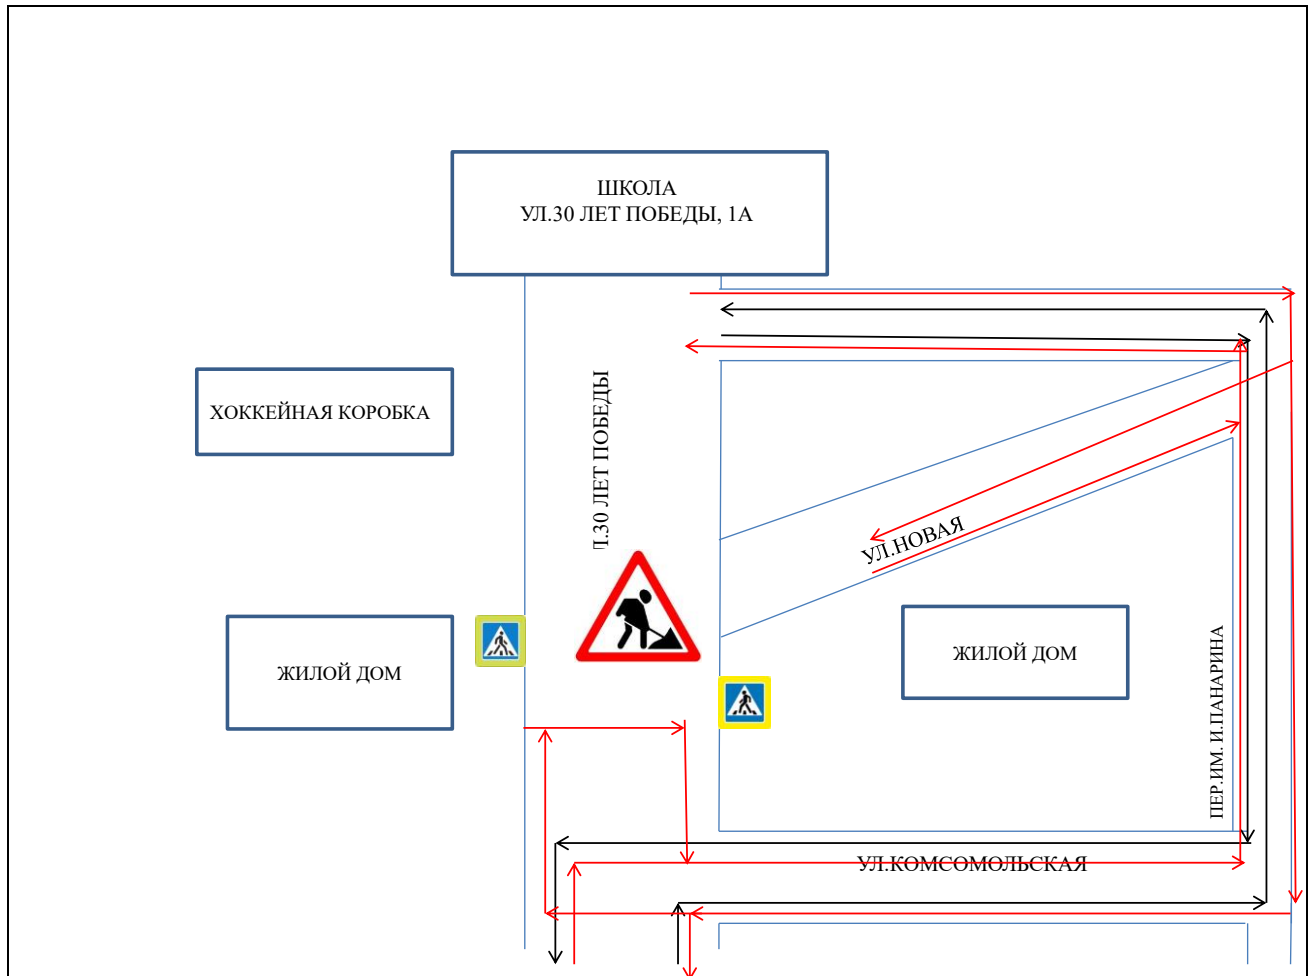 ШКОЛА
УЛ.30 ЛЕТ ПОБЕДЫ, 1А
ХОККЕЙНАЯ КОРОБКА
Л.30 ЛЕТ ПОБЕДЫ
УЛ.НОВАЯ
ЖИЛОЙ ДОМ
ЖИЛОЙ ДОМ
ПЕР.ИМ. И.ПАНАРИНА
УЛ.КОМСОМОЛЬСКАЯ